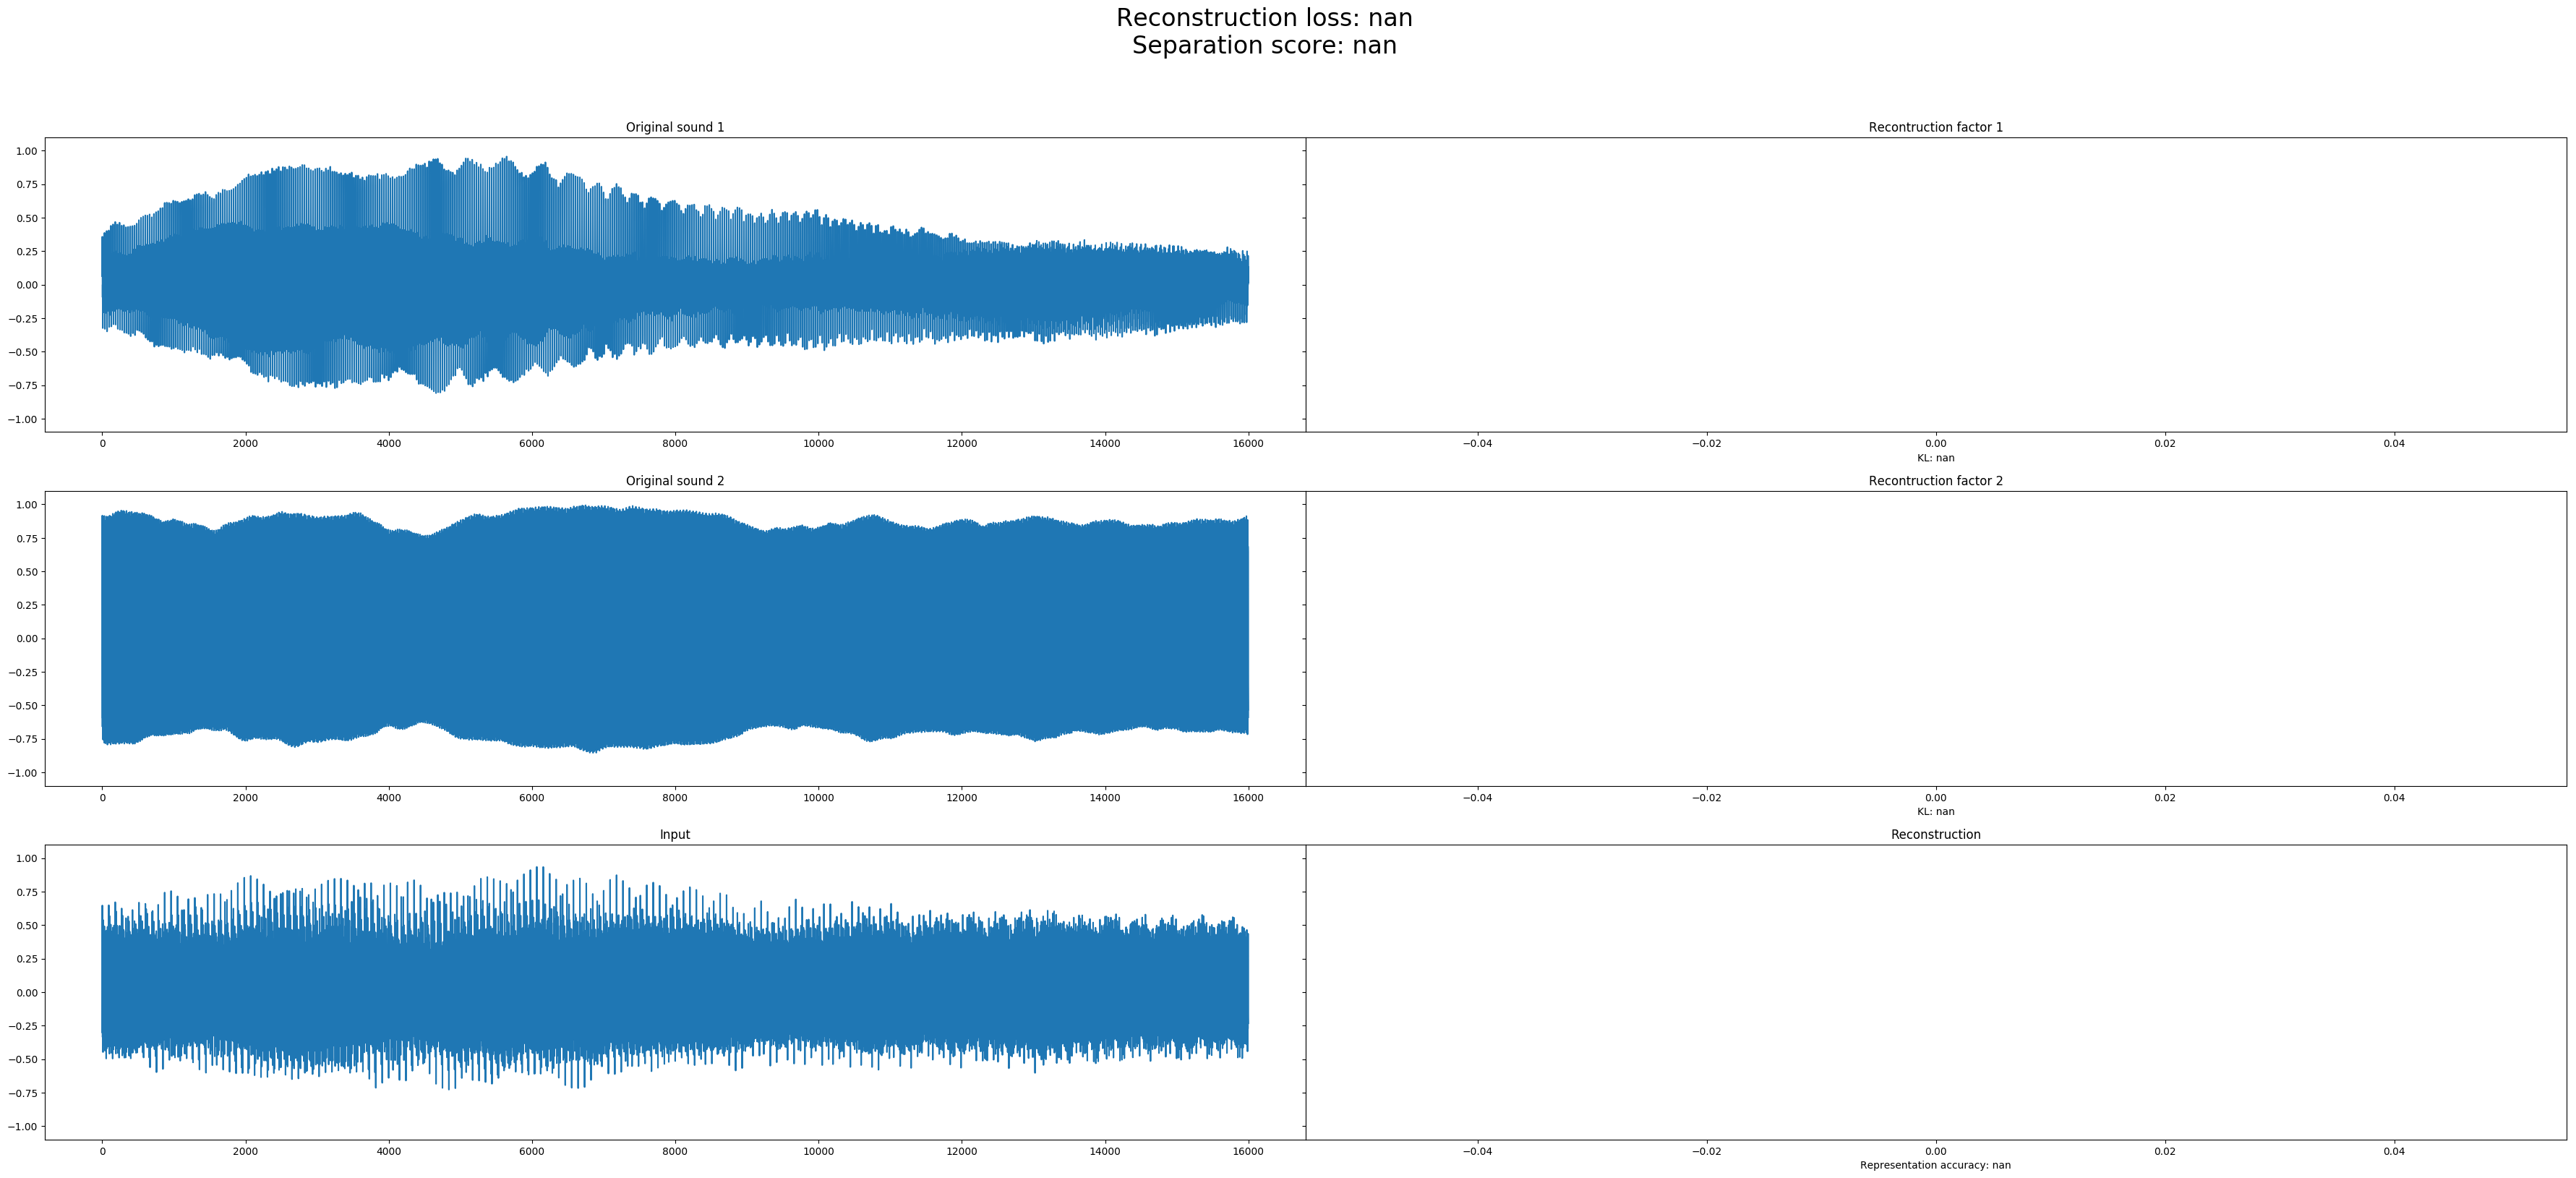 Reconstruction loss: nan
Separation score: nan
Original sound 1
Recontruction factor 1
1.00
0.75
0.50
0.25
0.00
−0.25
−0.50
−0.75
−1.00
0 2000 4000 6000 8000 10000 12000 14000 16000
−0.04 −0.02 0.00 0.02 0.04
KL: nan
Original sound 2
Recontruction factor 2
1.00
0.75
0.50
0.25
0.00
−0.25
−0.50
−0.75
−1.00
0 2000 4000 6000 8000 10000 12000 14000 16000
−0.04 −0.02 0.00 0.02 0.04
KL: nan
Input
Reconstruction
1.00
0.75
0.50
0.25
0.00
−0.25
−0.50
−0.75
−1.00
0 2000 4000 6000 8000 10000 12000 14000 16000
−0.04 −0.02 0.00 0.02 0.04
Representation accuracy: nan